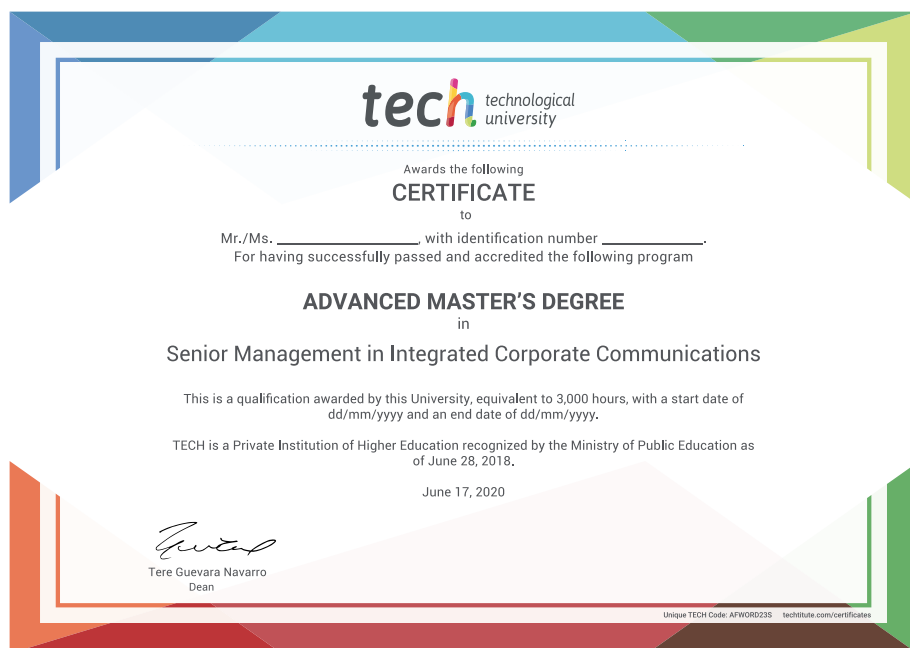 tech technological
university
Awards the following
CERTIFICATE
to
Mr./Ms. ________________, with identification number ____________.
For having successfully passed and accredited the following program
ADVANCED MASTER'S DEGREE
in
Senior Management in Integrated Corporate Communications
This is a qualification awarded by this University, equivalent to 3,000 hours, with a start date of
dd/mm/yyyy and an end date of dd/mm/yyyy.
TECH is a Private Institution of Higher Education recognized by the Ministry of Public Education as
of June 28, 2018.
June 17, 2020
Tere Guevara Navarro
Dean
Unique TECH Code: AFWORD23S techtitute.com/certificates